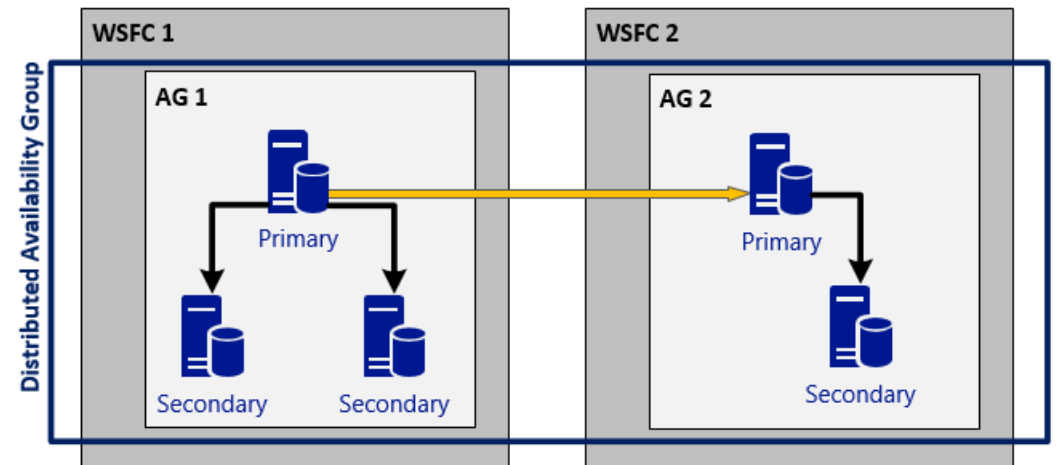 WSFC 1
WSFC 2
Distributed Availability Group
AG 1
AG 2
Primary
Primary
Secondary
Secondary
Secondary